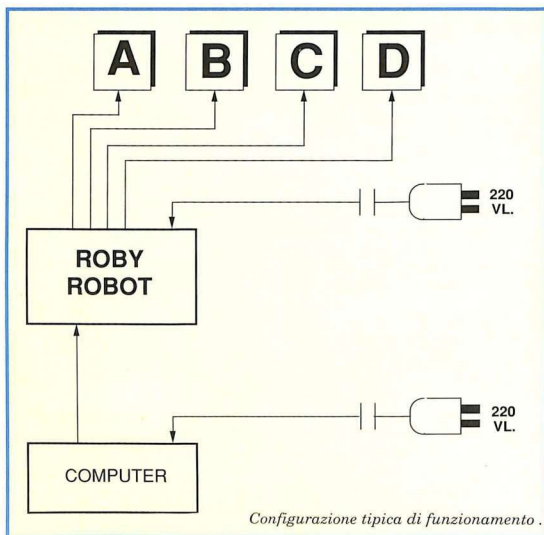 A B C D
220
VL.
ROBY
ROBOT
220
VL.
COMPUTER
Configurazione tipica di funzionamento .